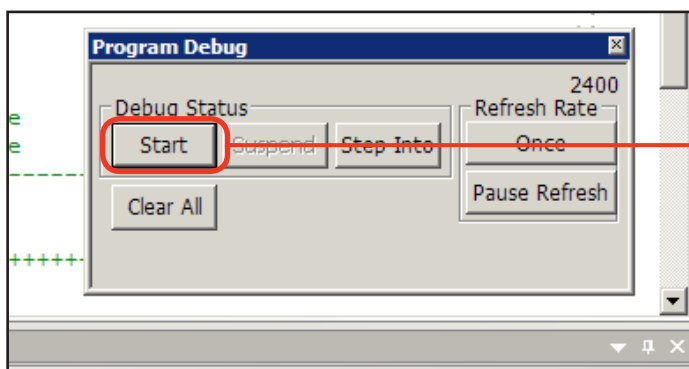 Program Debug
2400
Debug Status
Refresh Rate
e
e
Start Suspend Step Into Once
-------
Clear All
Pause Refresh
++++++